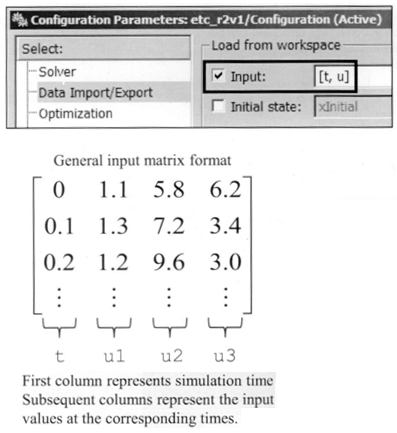 Configuration Parameters: etc_r2v1/Configuration (Active)
Select:
Solver
Data Import/Export
Optimization
Load from workspace
Input: [t, u]
Initial state: xInitial
General input matrix format
0 1.1 5.8 6.2
0.1 1.3 7.2 3.4
0.2 1.2 9.6 3.0
⋮ ⋮ ⋮ ⋮
t u1 u2 u3
First column represents simulation time
Subsequent columns represent the input
values at the corresponding times.